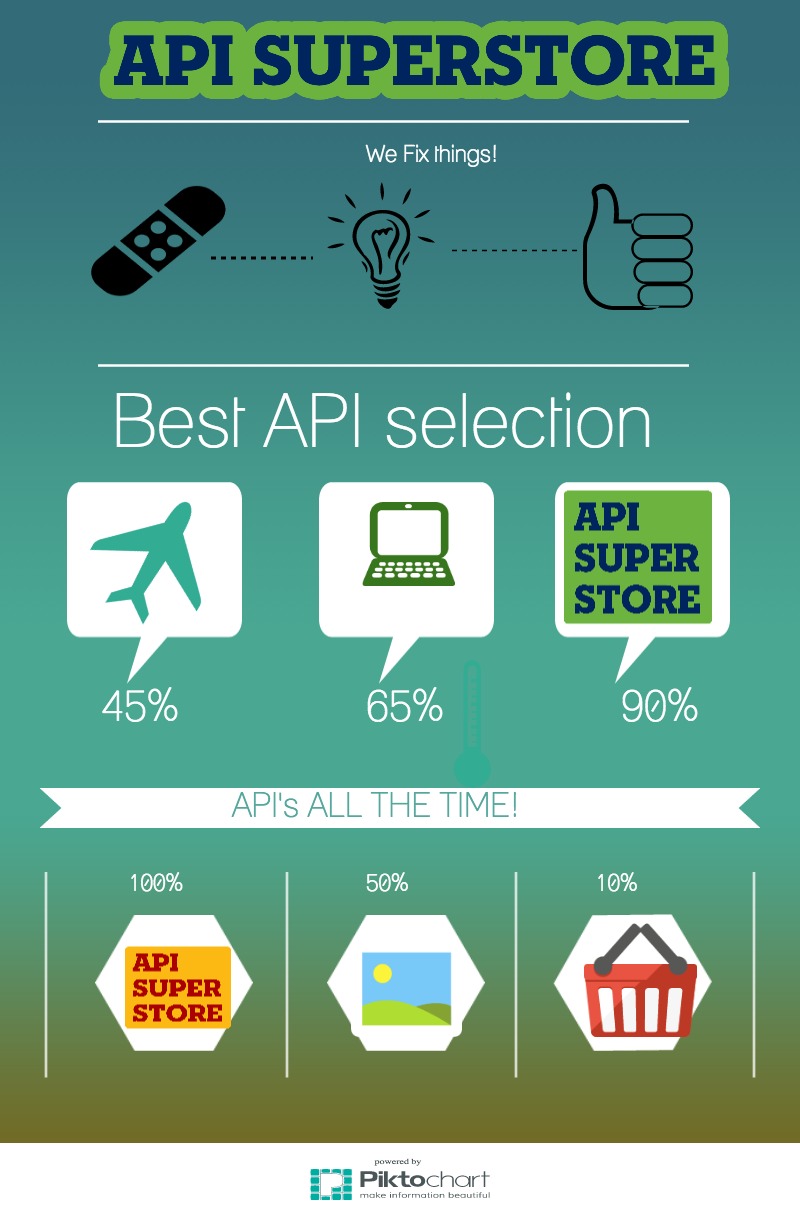 API SUPERSTORE
We Fix things!
Best API selection
API
SUPER
STORE
45%
65%
90%
API's ALL THE TIME!
100%
50%
10%
API
SUPER
STORE
powered by
Piktochart
make information beautiful